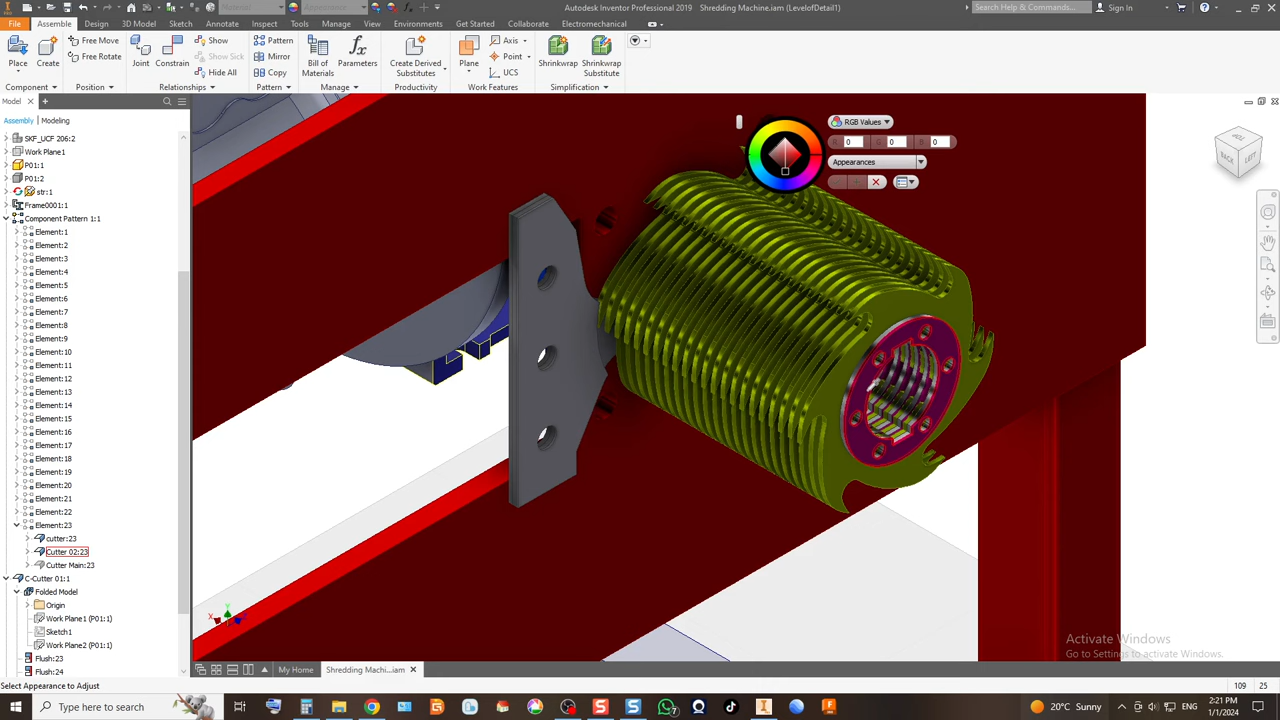 Material
Appearance
Autodesk Inventor Professional 2019   Shredding Machine.iam (LevelofDetail1)
Search Help & Commands...
Sign In
File
Assemble
Design
3D Model
Sketch
Annotate
Inspect
Tools
Manage
View
Environments
Get Started
Collaborate
Electromechanical
Place
Create
Free Move
Free Rotate
Joint
Constrain
Show
Show Sick
Hide All
Pattern
Mirror
Copy
Bill of
Materials
Parameters
Create Derived
Substitutes
Plane
Axis
Point
UCS
Shrinkwrap
Shrinkwrap
Substitute
Component
Position
Relationships
Pattern
Manage
Productivity
Work Features
Simplification
Model
Assembly
Modeling
SKF_UCF 206:2
Work Plane1
P01:1
P01:2
str:1
Frame0001:1
Component Pattern 1:1
Element:1
Element:2
Element:3
Element:4
Element:5
Element:6
Element:7
Element:8
Element:9
Element:10
Element:11
Element:12
Element:13
Element:14
Element:15
Element:16
Element:17
Element:18
Element:19
Element:20
Element:21
Element:22
Element:23
cutter:23
Cutter 02:23
Cutter Main:23
C-Cutter 01:1
Folded Model
Origin
Work Plane1 (P01:1)
Sketch1
Work Plane2 (P01:1)
Flush:23
Flush:24
RGB Values
R: 0
G: 0
B: 0
Appearances
BACK
LEFT
X
Y
Activate Windows
Go to Settings to activate Windows.
My Home
Shredding Machi...iam
Select Appearance to Adjust
109
25
Type here to search
20°C Sunny
2:21 PM
1/1/2024